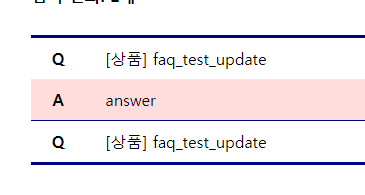 Q [상품] faq_test_update
A answer
Q [상품] faq_test_update